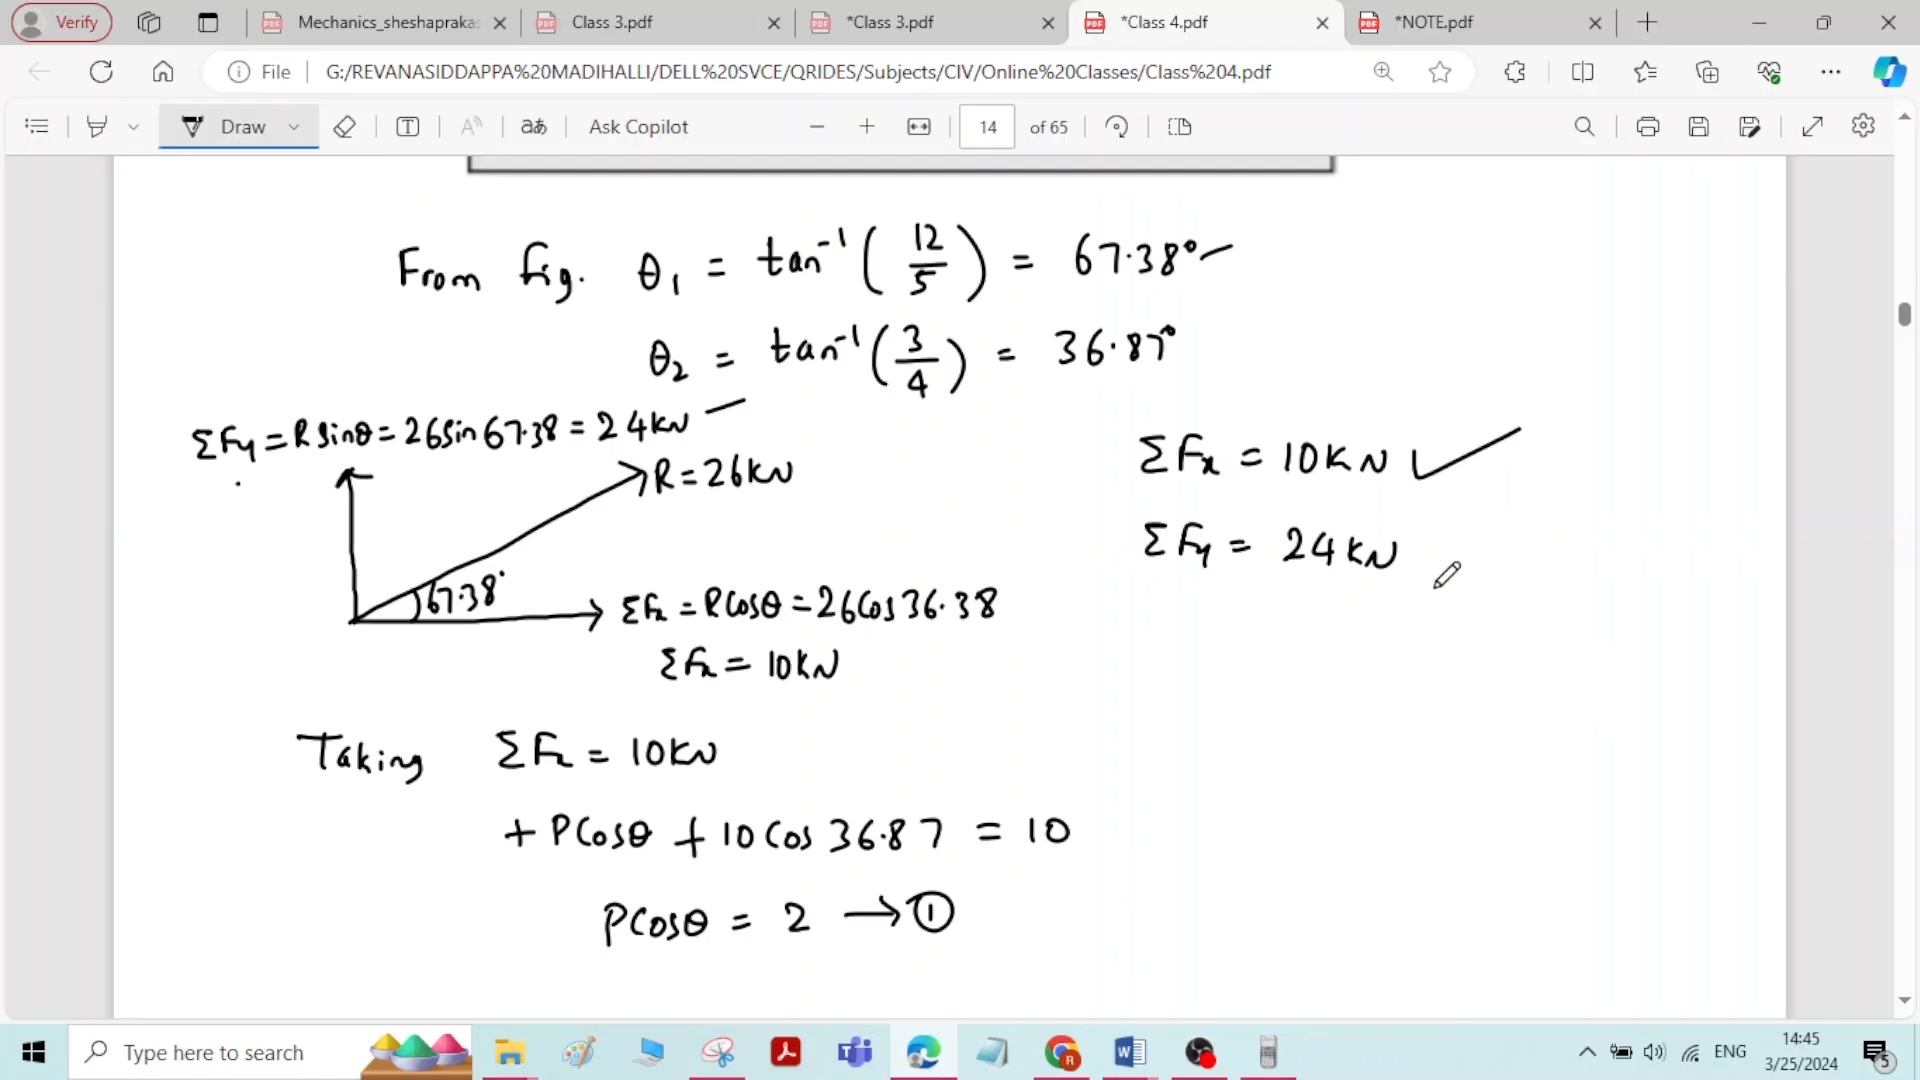 Verify
Mechanics_sheshapraka
Class 3.pdf
*Class 3.pdf
*Class 4.pdf
*NOTE.pdf
File
G:/REVANASIDDAPPA%20MADIHALLI/DELL%20SVCE/QRIDES/Subjects/CIV/Online%20Classes/Class%204.pdf
Draw
Ask Copilot
14 of 65
From fig. θ₁ = tan⁻¹(12/5) = 67.38°
θ₂ = tan⁻¹(3/4) = 36.87°
ΣFy = R sinθ = 26 sin 67.38 = 24 kN
R = 26 kN
ΣFx = 10 kN
ΣFy = 24 kN
67.38°
ΣFx = R Cosθ = 26 Cos 36.38
ΣFx = 10 kN
Taking ΣFx = 10 kN
+ P Cosθ + 10 Cos 36.87 = 10
P Cosθ = 2 → ①
Type here to search
ENG
14:45
3/25/2024
5